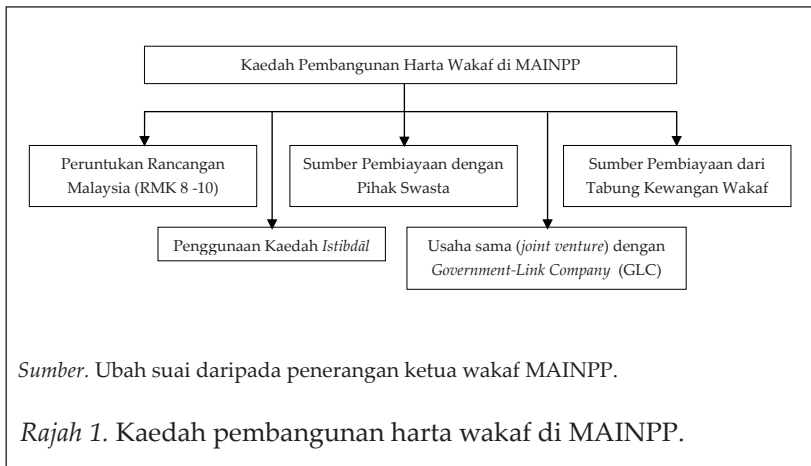 Kaedah Pembangunan Harta Wakaf di MAINPP
Peruntukan Rancangan
Malaysia (RMK 8 -10)
Sumber Pembiayaan dengan
Pihak Swasta
Sumber Pembiayaan dari
Tabung Kewangan Wakaf
Penggunaan Kaedah Istibdāl
Usaha sama (joint venture) dengan
Government-Link Company (GLC)
Sumber. Ubah suai daripada penerangan ketua wakaf MAINPP.
Rajah 1. Kaedah pembangunan harta wakaf di MAINPP.